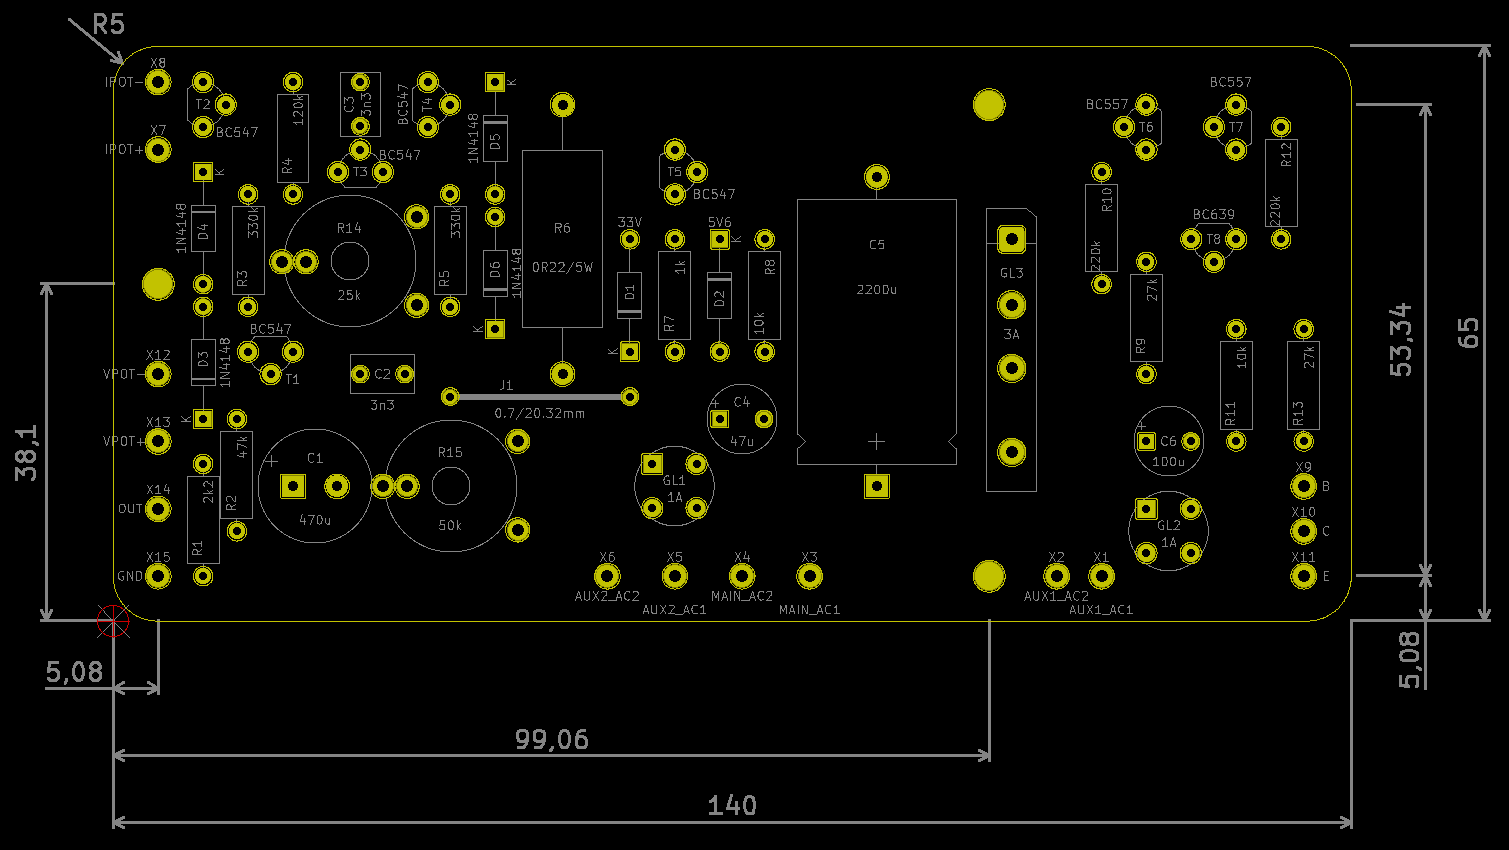 R5
X8
IPOT-
T2
BC547
120k
R4
C3
3n3
BC547
T4
K
1N4148
D5
BC557
T6
BC557
T7
X7
IPOT+
K
BC547
T3
T5
BC547
R12
220k
R10
220k
1N4148
D4
330k
R3
R14
25k
330k
R5
D6
1N4148
K
R6
0R22/5W
33V
D1
K
1k
R7
5V6
K
D2
R8
10k
C5
2200u
GL3
3A
BC639
T8
27k
R9
BC547
T1
D3
1N4148
K
X12
VPOT-
C2
3n3
J1
0.7/20.32mm
C4
47u
10k
R11
27k
R13
X13
VPOT+
47k
R2
C1
470u
R15
50k
GL1
1A
C6
100u
X14
OUT
2k2
R1
X9
B
X10
C
GL2
1A
X15
GND
X6
AUX2_AC2
X5
AUX2_AC1
X4
MAIN_AC2
X3
MAIN_AC1
X2
AUX1_AC2
X1
AUX1_AC1
X11
E
38,1
53,34
65
5,08
5,08
99,06
140